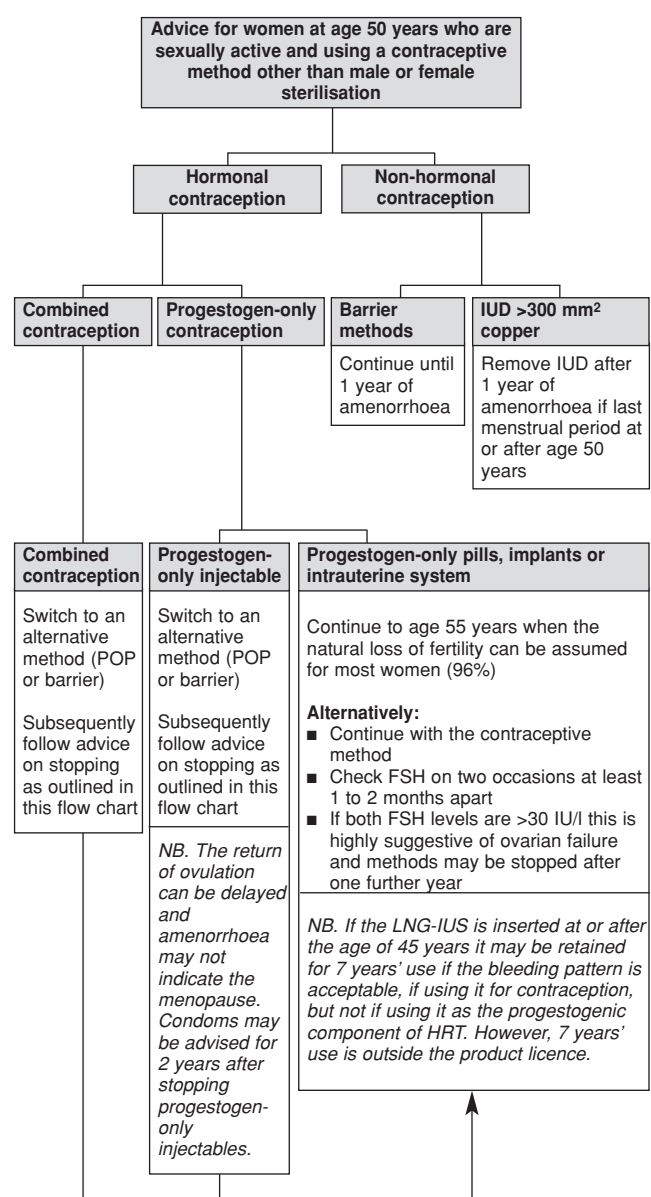 Advice for women at age 50 years who are
sexually active and using a contraceptive
method other than male or female
sterilisation
Hormonal
contraception
Non-hormonal
contraception
Combined
contraception
Progestogen-only
contraception
Barrier
methods
Continue until
1 year of
amenorrhoea
IUD >300 mm²
copper
Remove IUD after
1 year of
amenorrhoea if last
menstrual period at
or after age 50
years
Combined
contraception
Switch to an
alternative
method (POP
or barrier)
Subsequently
follow advice
on stopping
as outlined in
this flow chart
Progestogen-
only injectable
Switch to an
alternative
method (POP
or barrier)
Subsequently
follow advice
on stopping as
outlined in this
flow chart
NB. The return
of ovulation
can be delayed
and
amenorrhoea
may not
indicate the
menopause.
Condoms may
be advised for
2 years after
stopping
progestogen-
only
injectables.
Progestogen-only pills, implants or
intrauterine system
Continue to age 55 years when the
natural loss of fertility can be assumed
for most women (96%)
Alternatively:
■ Continue with the contraceptive
method
■ Check FSH on two occasions at least
1 to 2 months apart
■ If both FSH levels are >30 IU/l this is
highly suggestive of ovarian failure
and methods may be stopped after
one further year
NB. If the LNG-IUS is inserted at or after
the age of 45 years it may be retained
for 7 years' use if the bleeding pattern is
acceptable, if using it for contraception,
but not if using it as the progestogenic
component of HRT. However, 7 years'
use is outside the product licence.